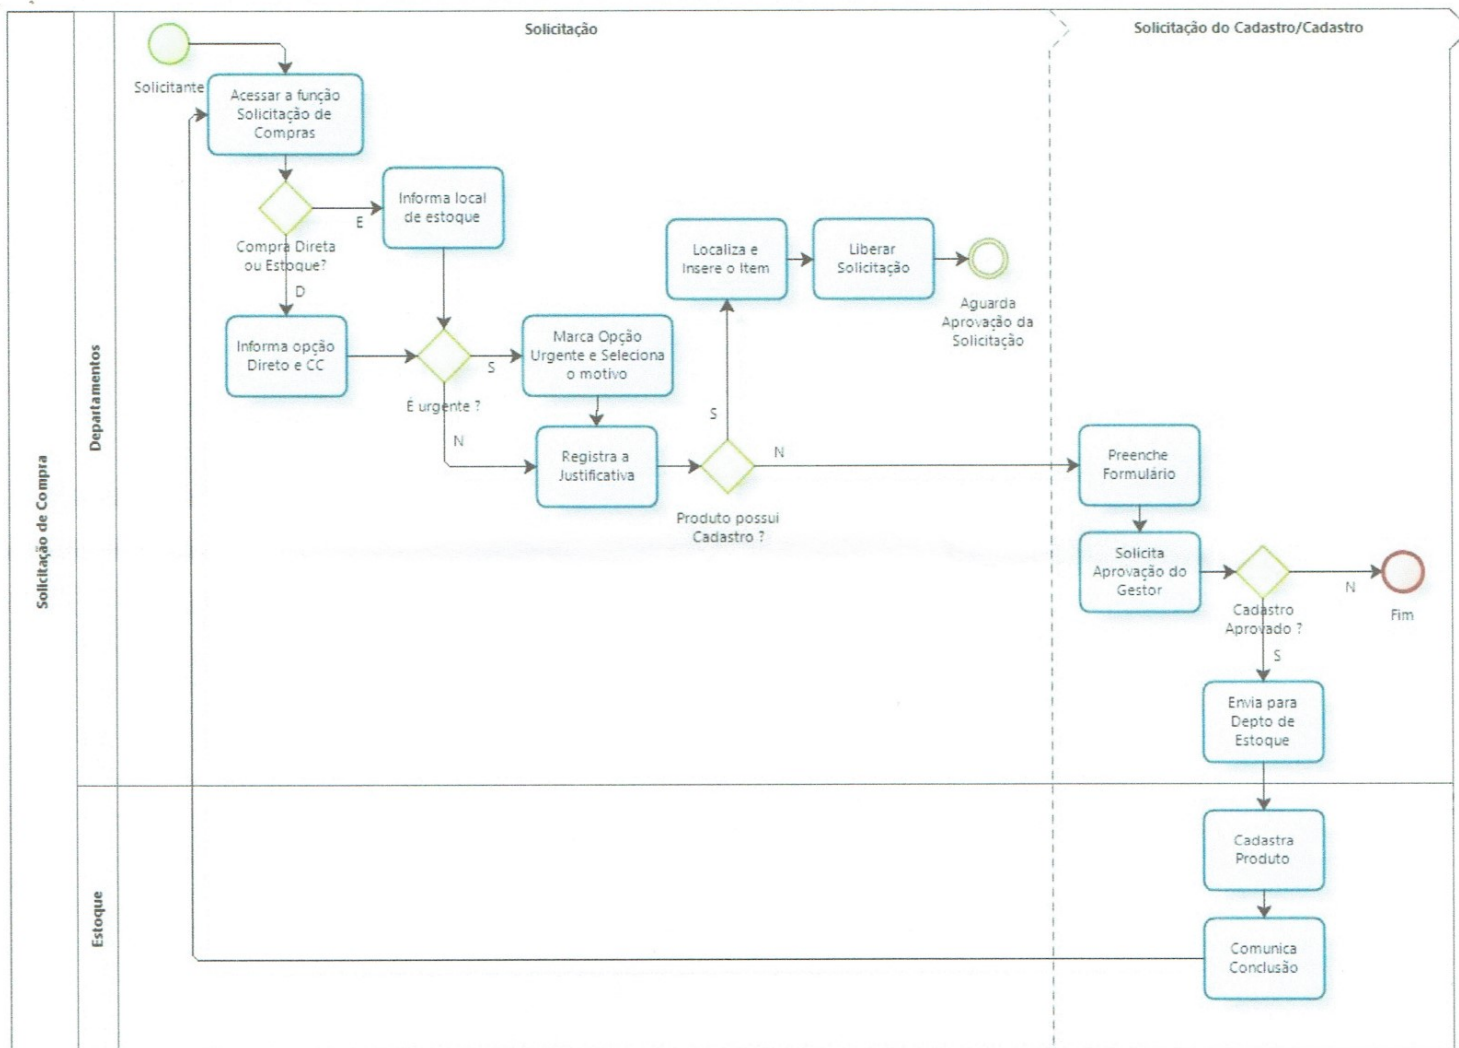 Solicitação
Solicitação do Cadastro/Cadastro
Solicitação de Compra
Departamentos
Estoque
Solicitante
Acessar a função
Solicitação de
Compras
Compra Direta
ou Estoque?
E
D
Informa local
de estoque
Informa opção
Direto e CC
É urgente ?
S
N
Marca Opção
Urgente e Seleciona
o motivo
Registra a
Justificativa
Produto possui
Cadastro ?
S
N
Localiza e
Insere o Item
Liberar
Solicitação
Aguarda
Aprovação da
Solicitação
Preenche
Formulário
Solicita
Aprovação do
Gestor
Cadastro
Aprovado ?
N
S
Fim
Envia para
Depto de
Estoque
Cadastra
Produto
Comunica
Conclusão